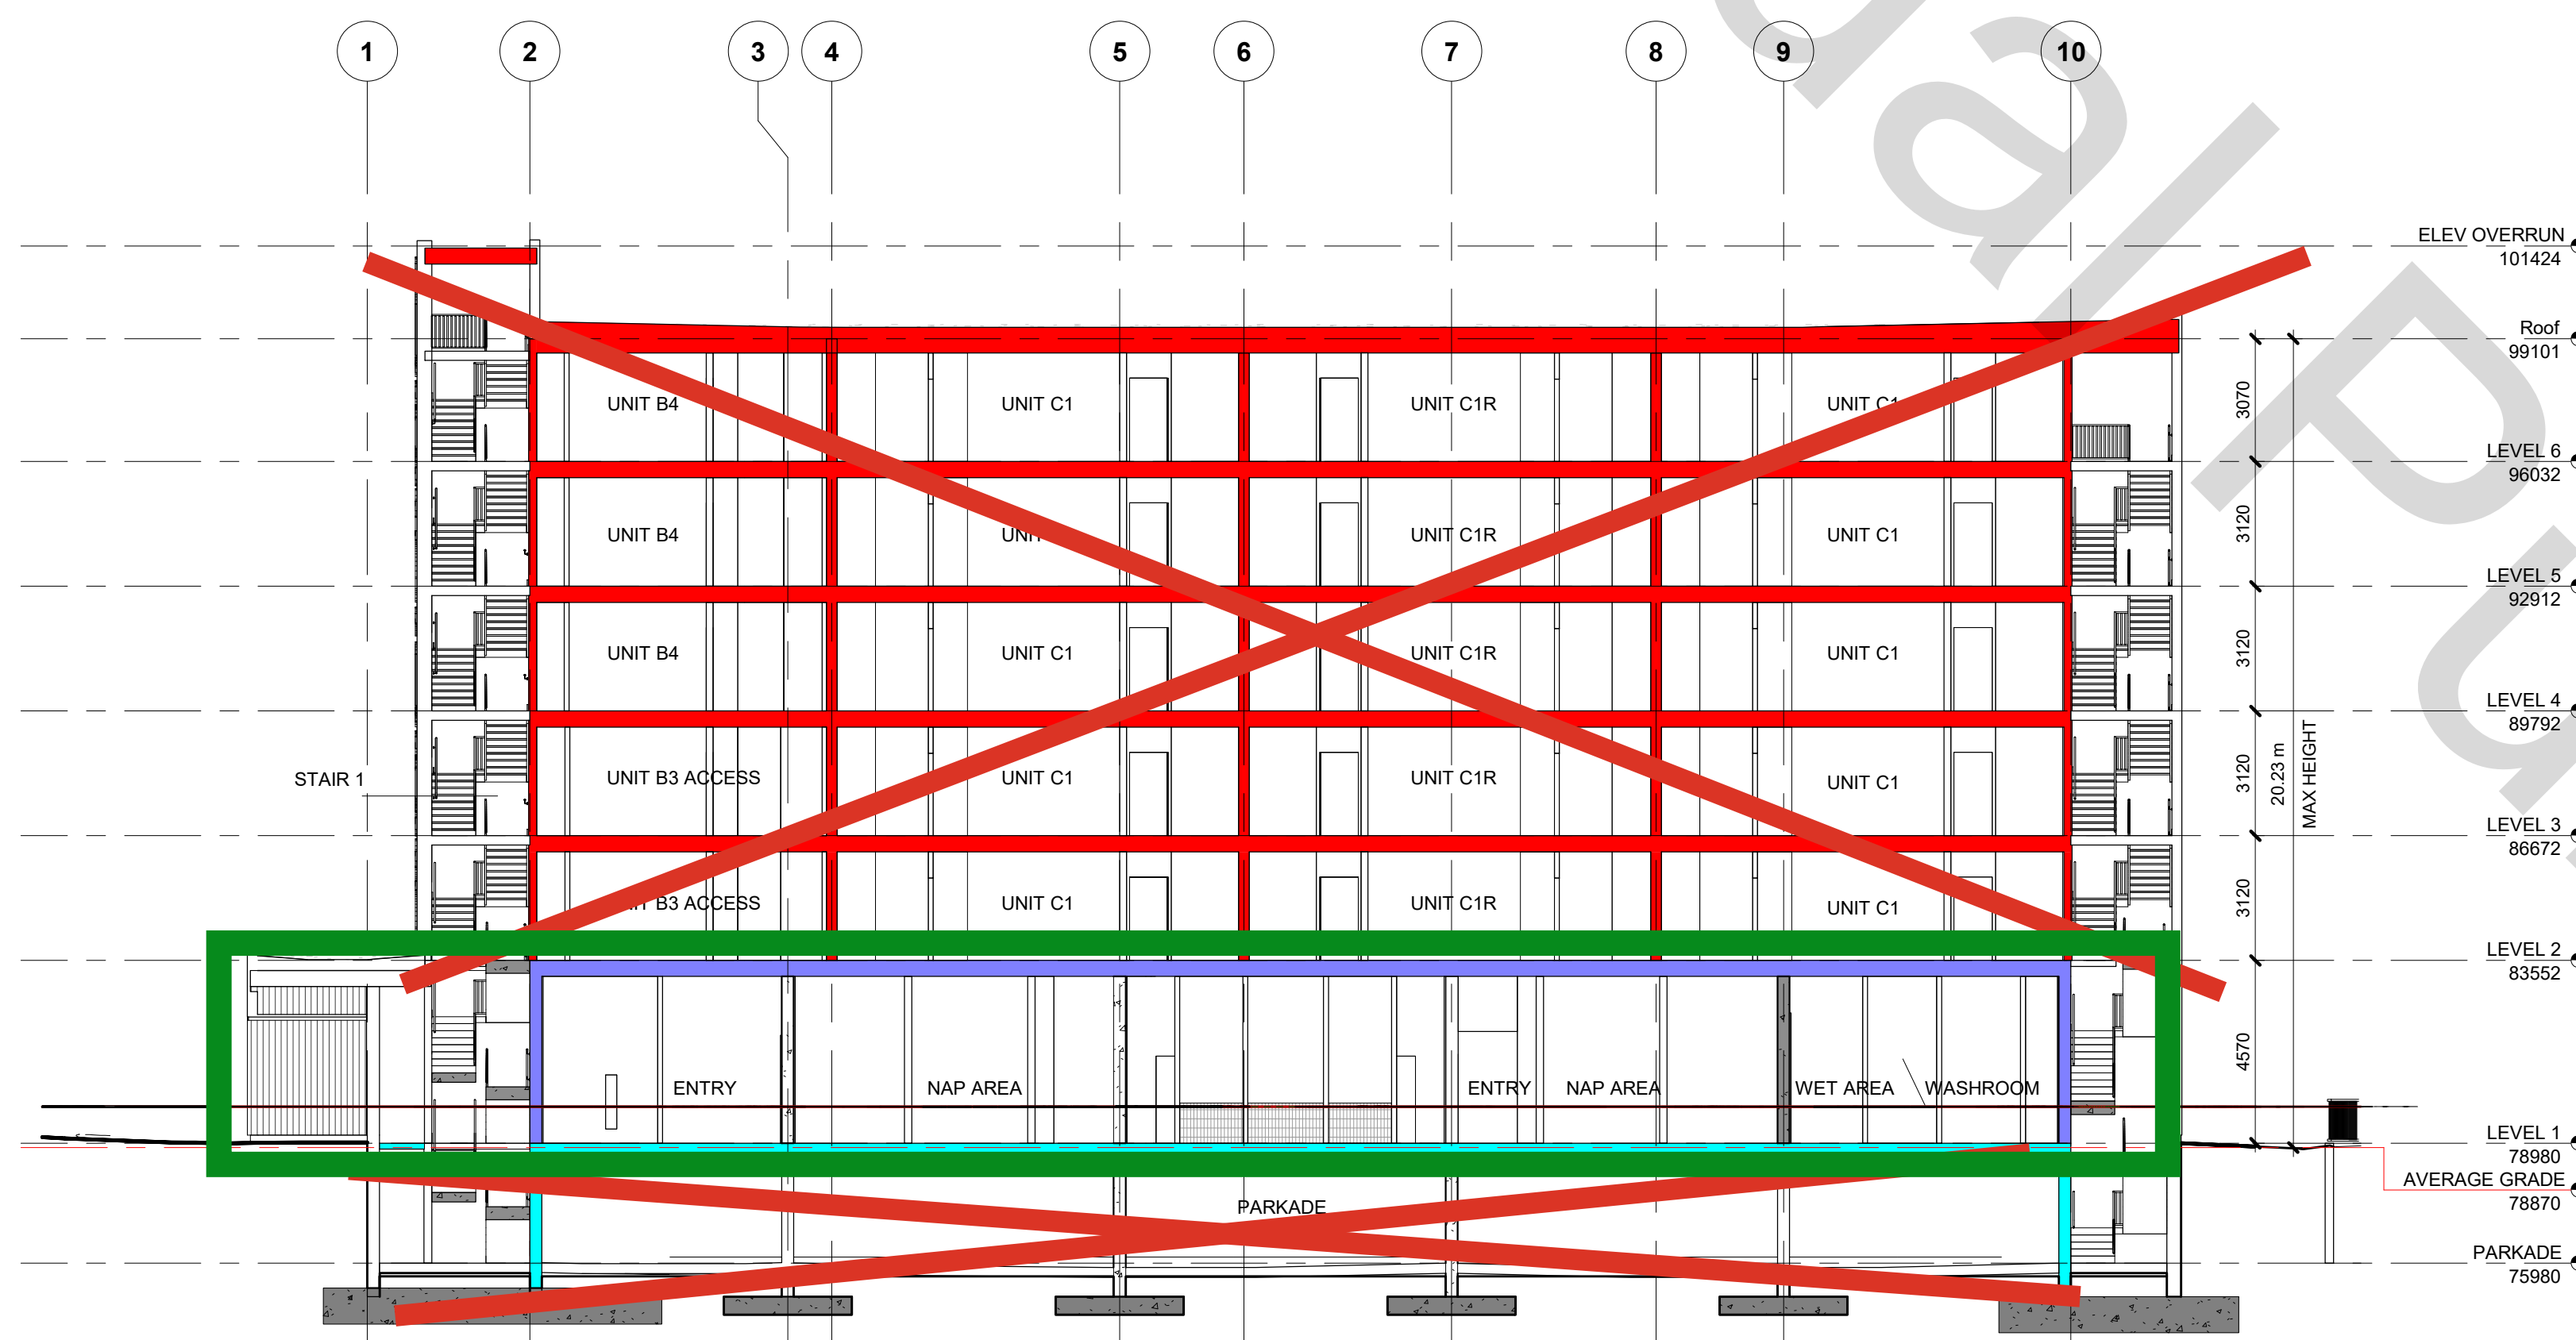 1 2 3 4 5 6 7 8 9 10
ELEV OVERRUN
101424
Roof
99101
UNIT B4 UNIT C1 UNIT C1R UNIT C1
3070
LEVEL 6
96032
UNIT B4 UNIT C1R UNIT C1
3120
LEVEL 5
92912
UNIT B4 UNIT C1 UNIT C1R UNIT C1
3120
LEVEL 4
89792
STAIR 1
UNIT B3 ACCESS UNIT C1 UNIT C1R UNIT C1
3120
20.23 m
MAX HEIGHT
LEVEL 3
86672
B3 ACCESS UNIT C1 UNIT C1R UNIT C1
3120
LEVEL 2
83552
4570
ENTRY NAP AREA ENTRY NAP AREA WET AREA WASHROOM
LEVEL 1
78980
AVERAGE GRADE
78870
PARKADE
PARKADE
75980